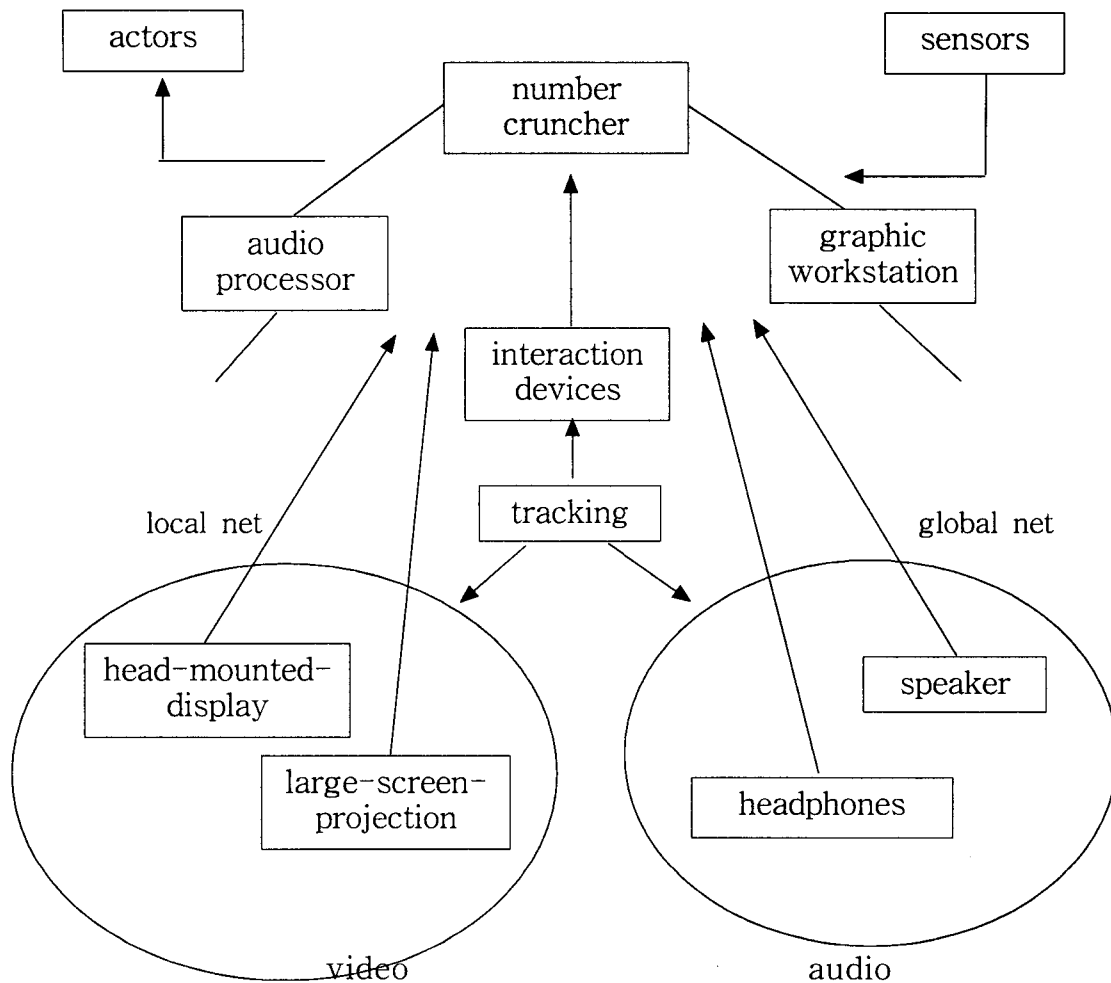 actors
sensors
number
cruncher
audio
processor
graphic
workstation
interaction
devices
local net
tracking
global net
head-mounted-
display
speaker
large-screen-
projection
headphones
video
audio